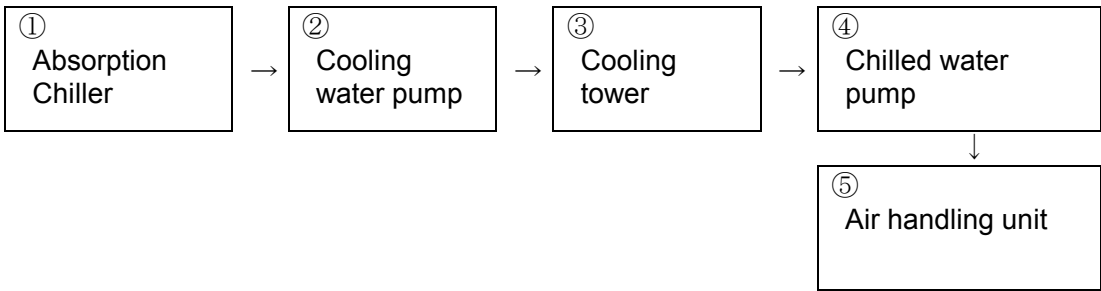 ①
Absorption
Chiller
→
②
Cooling
water pump
→
③
Cooling
tower
→
④
Chilled water
pump
↓
⑤
Air handling unit